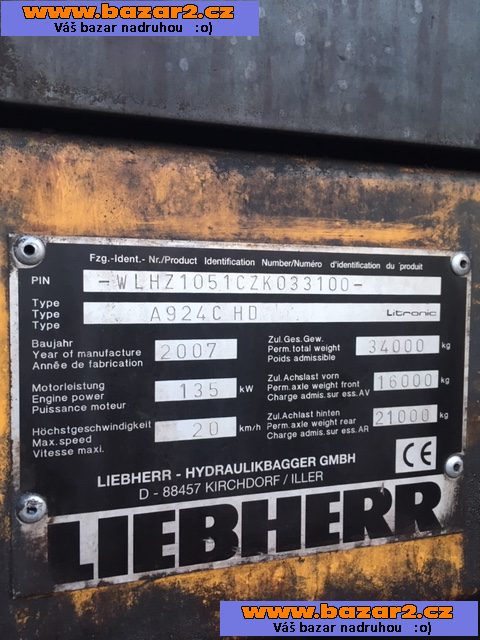 www.bazar2.cz
Váš bazar nadruhou :o)
Fzg.-Ident.- Nr./Product Identification Number/Numéro d'identification du produit
PIN -WLHZ1051CZK033100-
Type
Type A924C HD Litronic
Type
Baujahr
Year of manufacture 2007
Année de fabrication
Zul.Ges.Gew.
Perm.total weight 34000 kg
Poids admissible
Motorleistung
Engine power 135 kW
Puissance moteur
Zul.Achslast vorn
Perm.axle weight front 16000 kg
Charge admis.sur ess.AV
Höchstgeschwindigkeit
Max.speed 20 km/h
Vitesse maxi.
Zul.Achlast hinten
Perm.axle weight rear 21000 kg
Charge admis.sur ess.AR
LIEBHERR - HYDRAULIKBAGGER GMBH
D - 88457 KIRCHDORF / ILLER
CE
LIEBHERR
www.bazar2.cz
Váš bazar nadruhou :o)